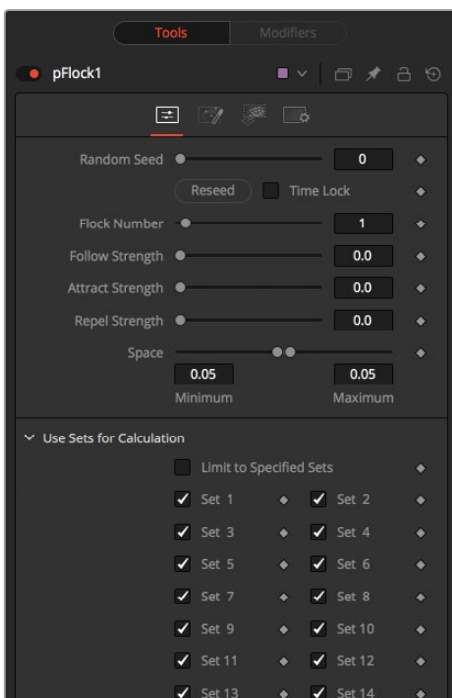 Tools Modifiers
pFlock1
Random Seed 0
Reseed Time Lock
Flock Number 1
Follow Strength 0.0
Attract Strength 0.0
Repel Strength 0.0
Space
0.05 0.05
Minimum Maximum
Use Sets for Calculation
Limit to Specified Sets
Set 1 Set 2
Set 3 Set 4
Set 5 Set 6
Set 7 Set 8
Set 9 Set 10
Set 11 Set 12
Set 13 Set 14